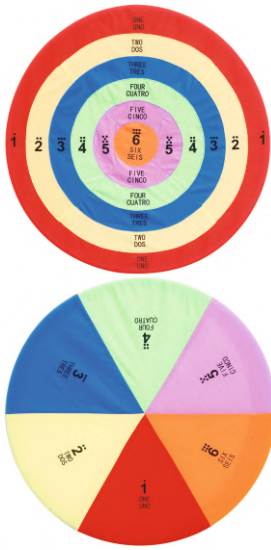 ONE
UNO
TWO
DOS
THREE
TRES
FOUR
CUATRO
FIVE
CINCO
1 2 3 4 5 6 5 4 3 2 1
SIX
SEIS
FIVE
CINCO
FOUR
CUATRO
THREE
TRES
TWO
DOS
ONE
UNO
4
FOUR
CUATRO
3
THREE
TRES
5
FIVE
CINCO
2
TWO
DOS
6
SIX
SEIS
1
ONE
UNO